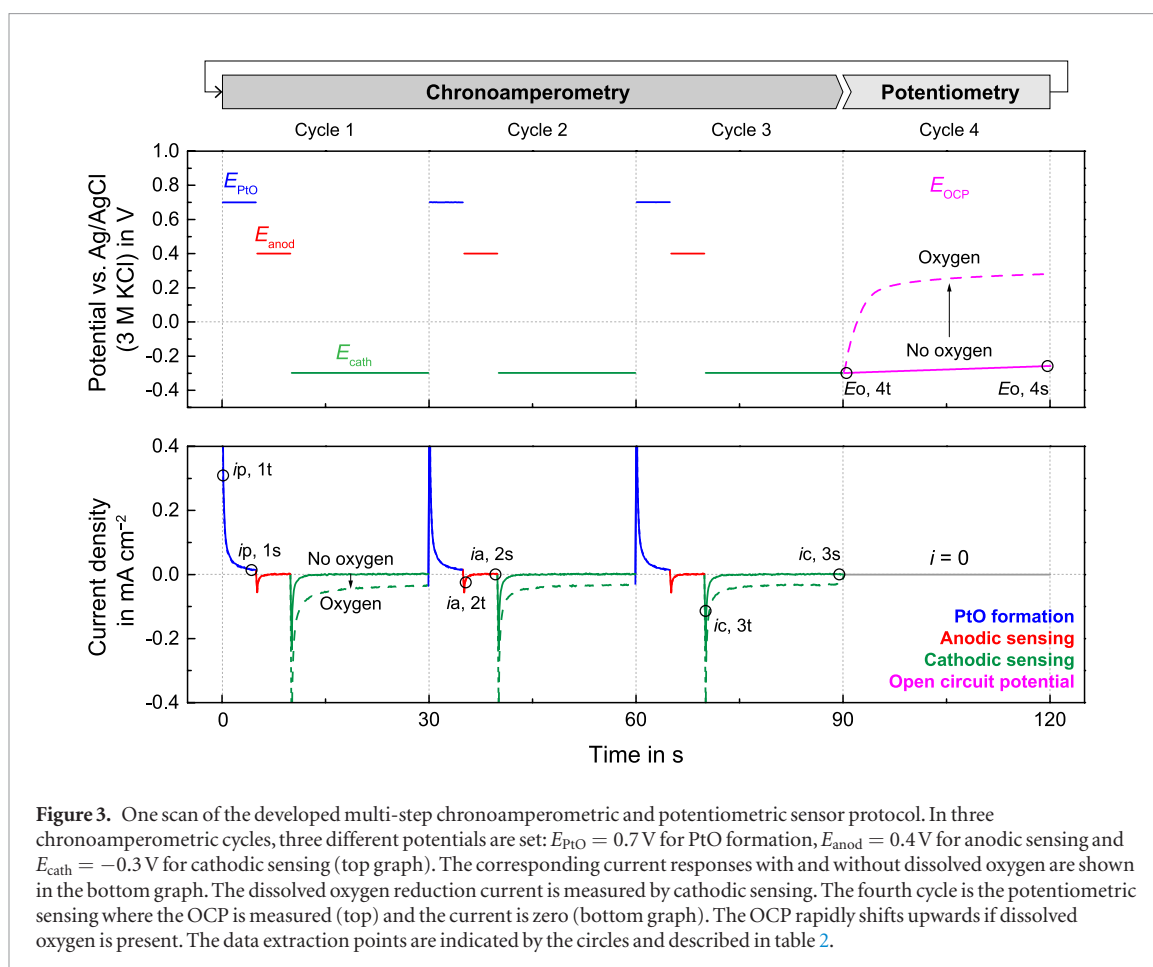 Chronoamperometry Potentiometry
Cycle 1 Cycle 2 Cycle 3 Cycle 4
Potential vs. Ag/AgCl
(3 M KCl) in V
1.0
0.8
0.6
0.4
0.2
0.0
-0.2
-0.4
E_PtO
E_anod
E_cath
E_OCP
Oxygen
No oxygen
Eo, 4t
Eo, 4s
Current density
in mA cm⁻²
0.4
0.2
0.0
-0.2
-0.4
ip, 1t
ip, 1s
No oxygen
Oxygen
ia, 2s
ia, 2t
ic, 3s
ic, 3t
i = 0
PtO formation
Anodic sensing
Cathodic sensing
Open circuit potential
0 30 60 90 120
Time in s
Figure 3. One scan of the developed multi-step chronoamperometric and potentiometric sensor protocol. In three
chronoamperometric cycles, three different potentials are set: E_PtO = 0.7 V for PtO formation, E_anod = 0.4 V for anodic sensing and
E_cath = −0.3 V for cathodic sensing (top graph). The corresponding current responses with and without dissolved oxygen are shown
in the bottom graph. The dissolved oxygen reduction current is measured by cathodic sensing. The fourth cycle is the potentiometric
sensing where the OCP is measured (top) and the current is zero (bottom graph). The OCP rapidly shifts upwards if dissolved
oxygen is present. The data extraction points are indicated by the circles and described in table 2.